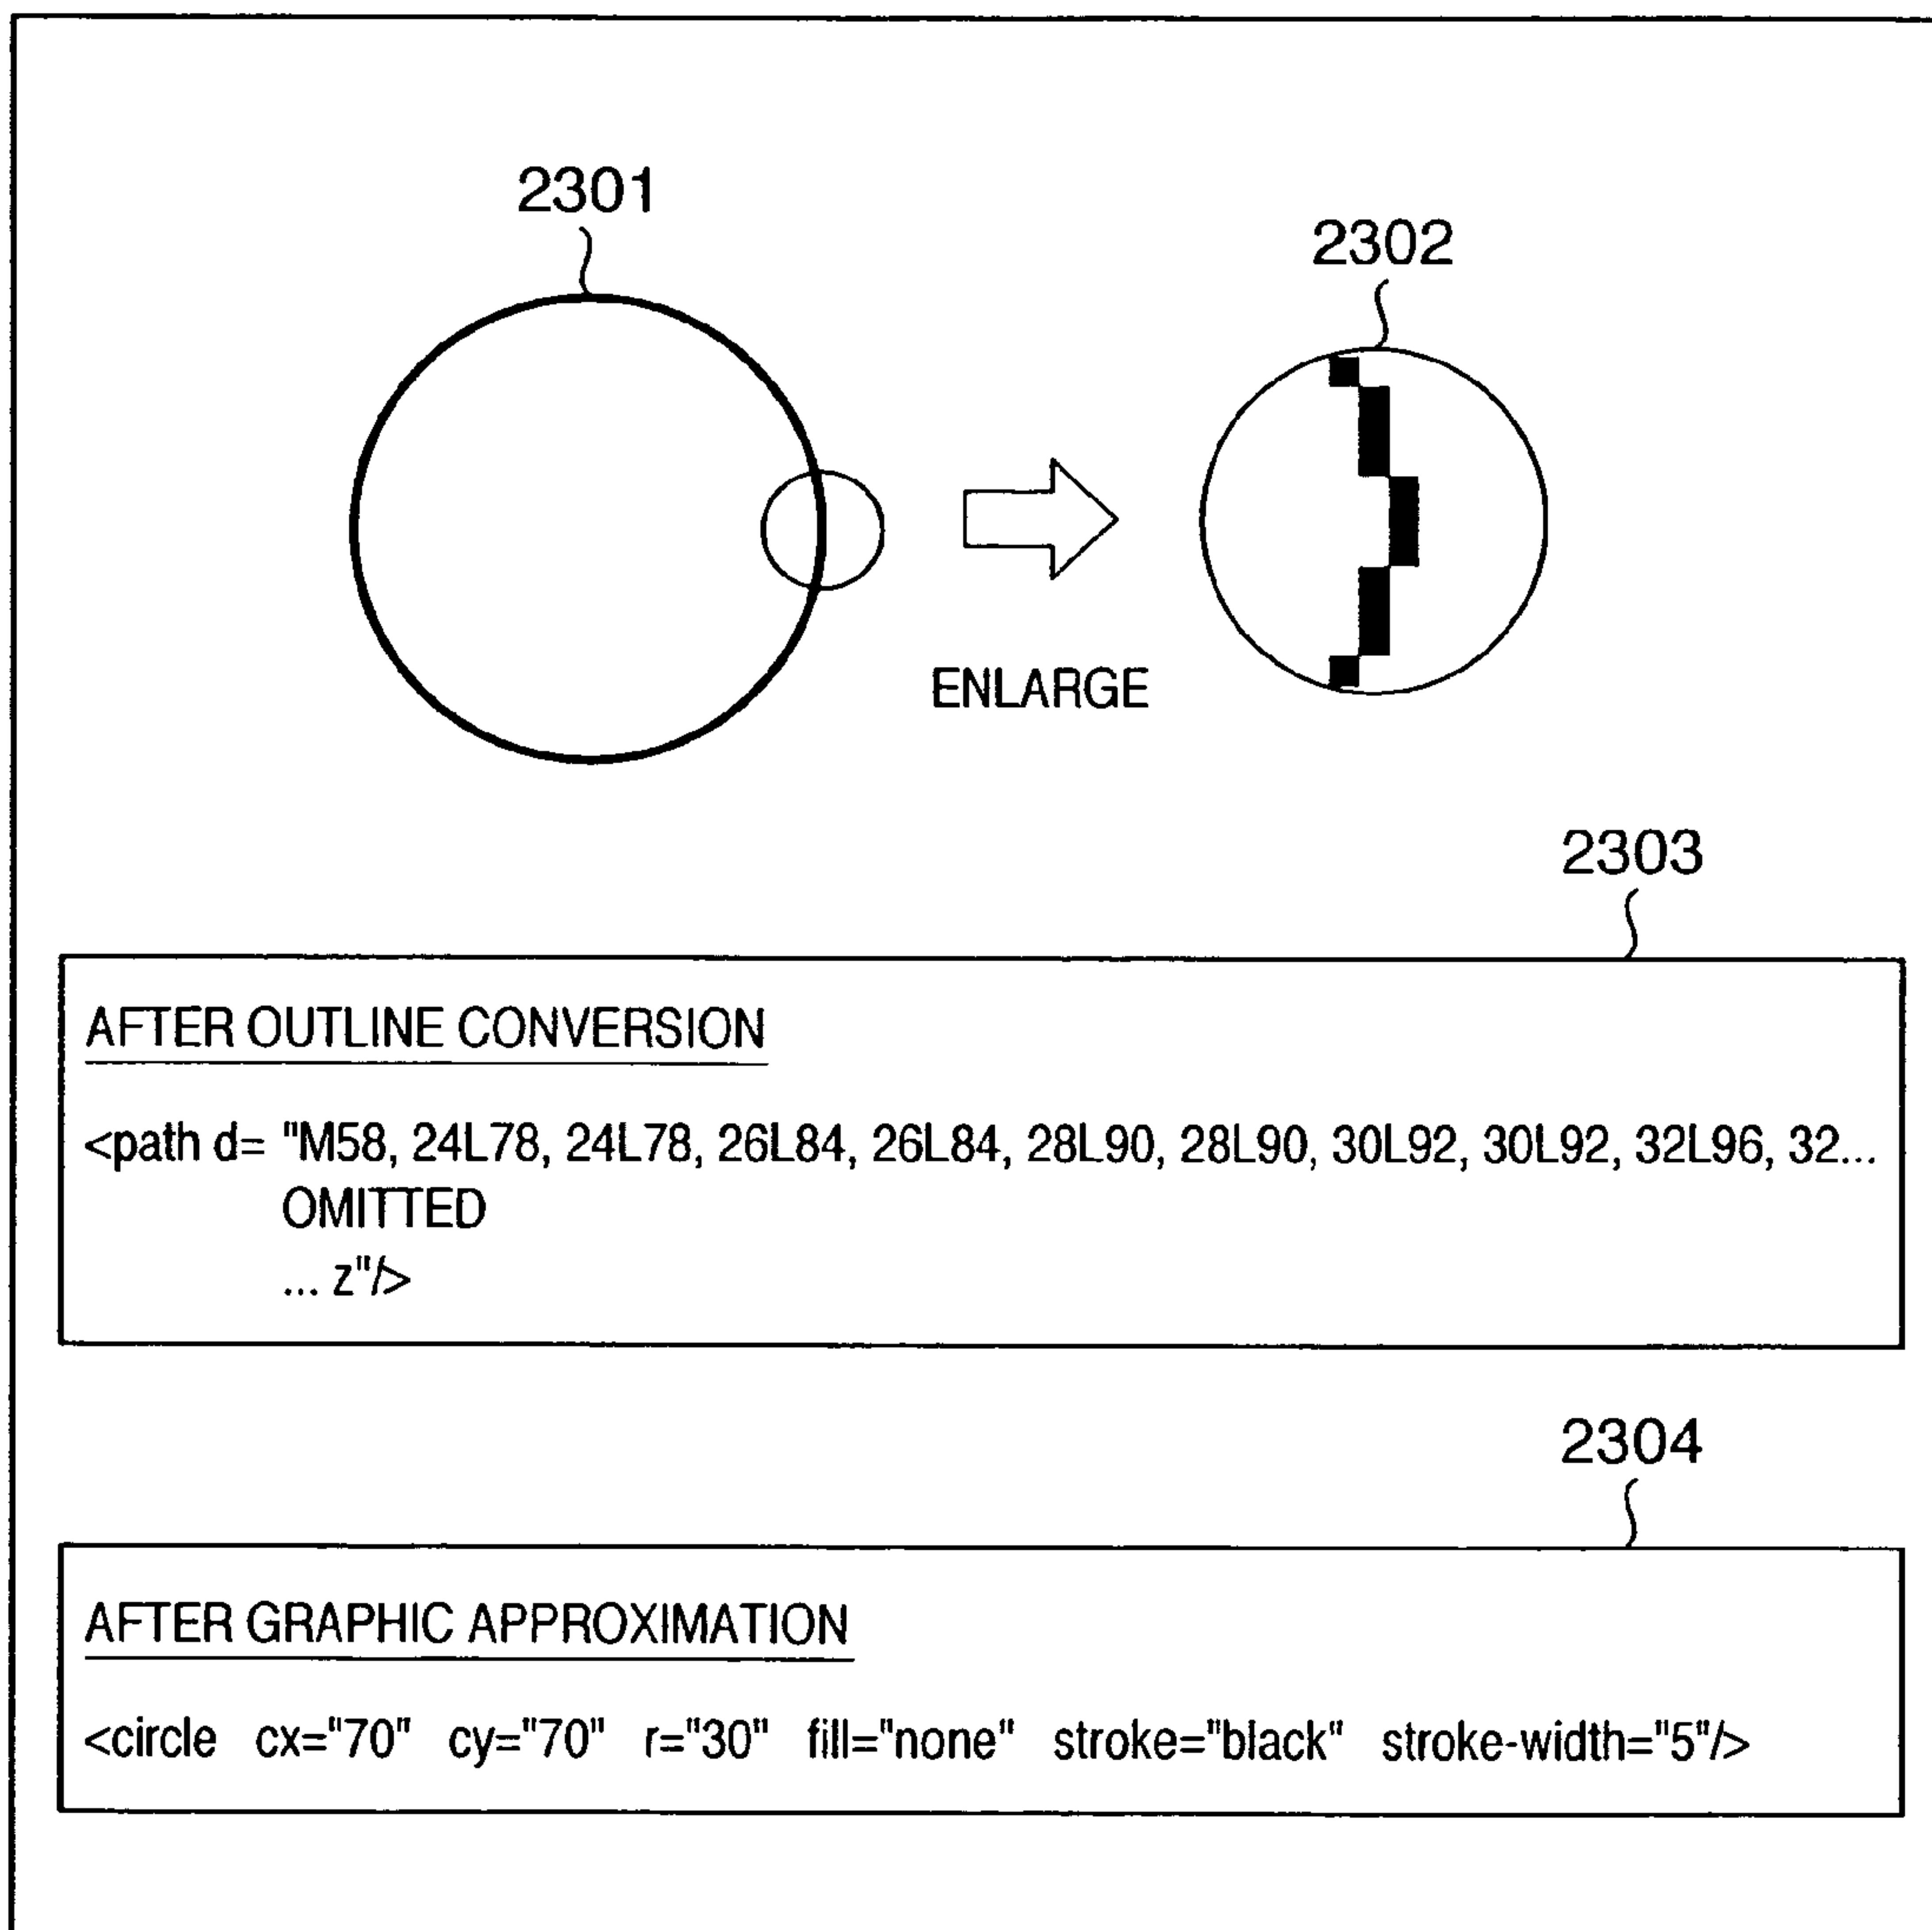 2301
2302
ENLARGE
2303
AFTER OUTLINE CONVERSION
<path d= "M58, 24L78, 24L78, 26L84, 26L84, 28L90, 28L90, 30L92, 30L92, 32L96, 32...
OMITTED
... z"/>
2304
AFTER GRAPHIC APPROXIMATION
<circle cx="70" cy="70" r="30" fill="none" stroke="black" stroke-width="5"/>